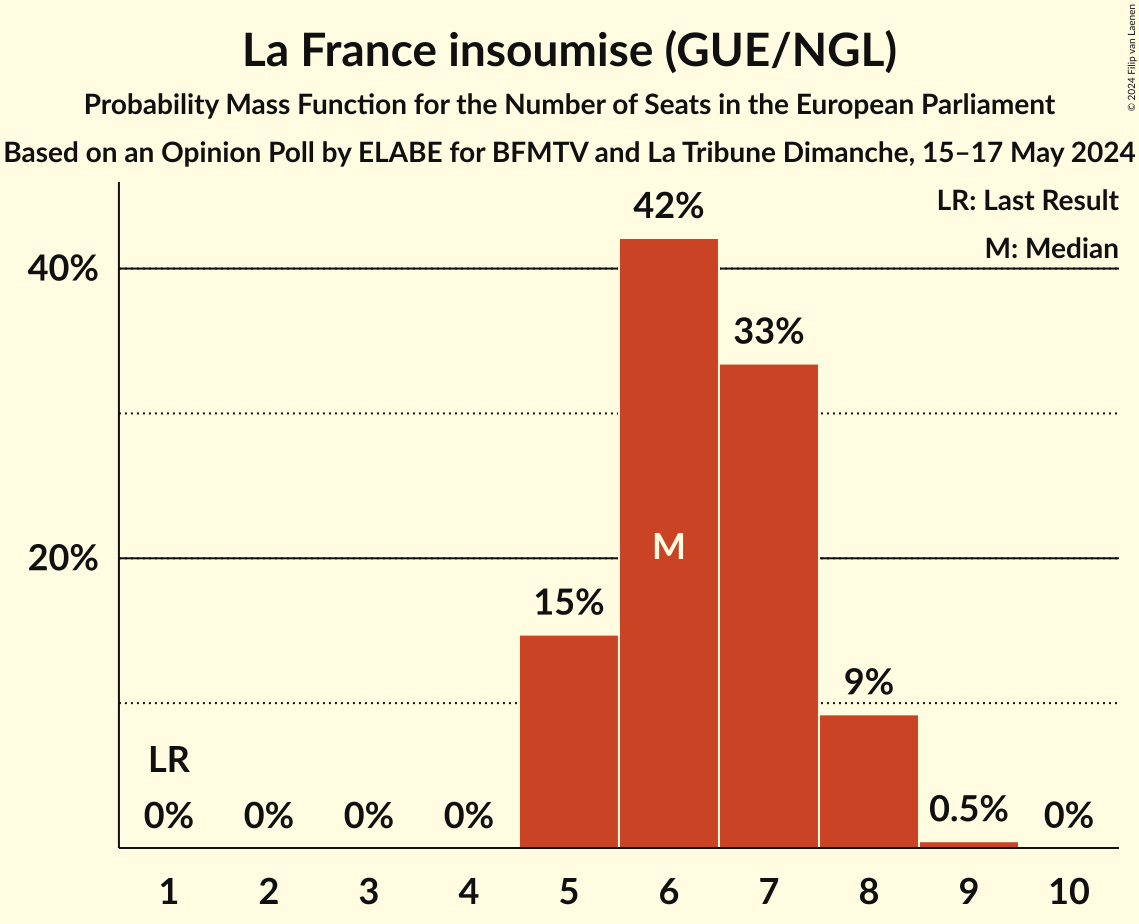 La France insoumise (GUE/NGL)
Probability Mass Function for the Number of Seats in the European Parliament
Based on an Opinion Poll by ELABE for BFMTV and La Tribune Dimanche, 15–17 May 2024
© 2024 Filip van Laenen
LR: Last Result
M: Median
40%
20%
42%
33%
15%
9%
0.5%
M
LR
0% 0% 0% 0% 0%
1 2 3 4 5 6 7 8 9 10